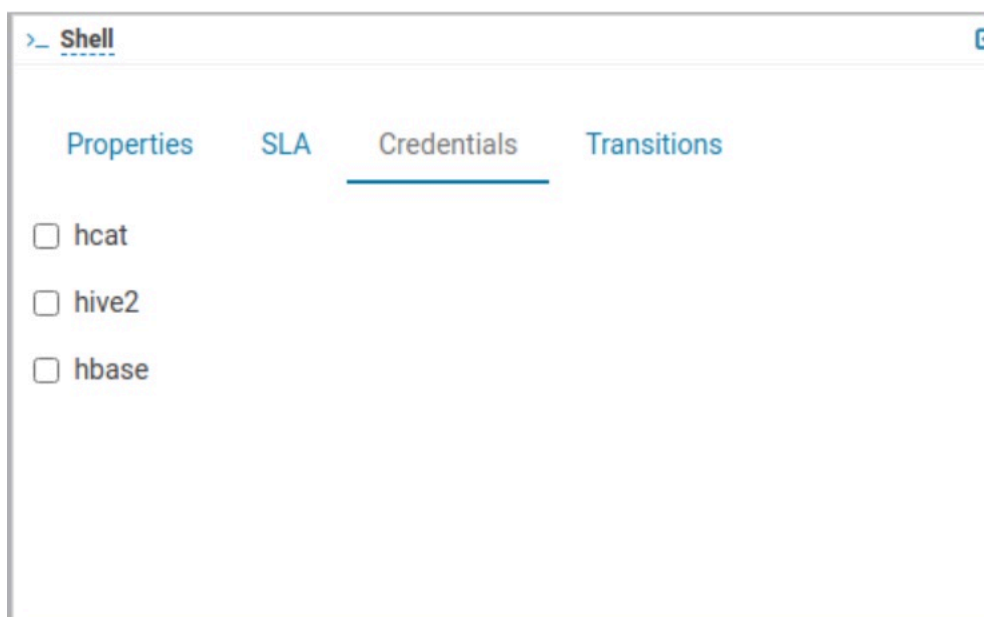 >_ Shell
Properties SLA Credentials Transitions
hcat
hive2
hbase